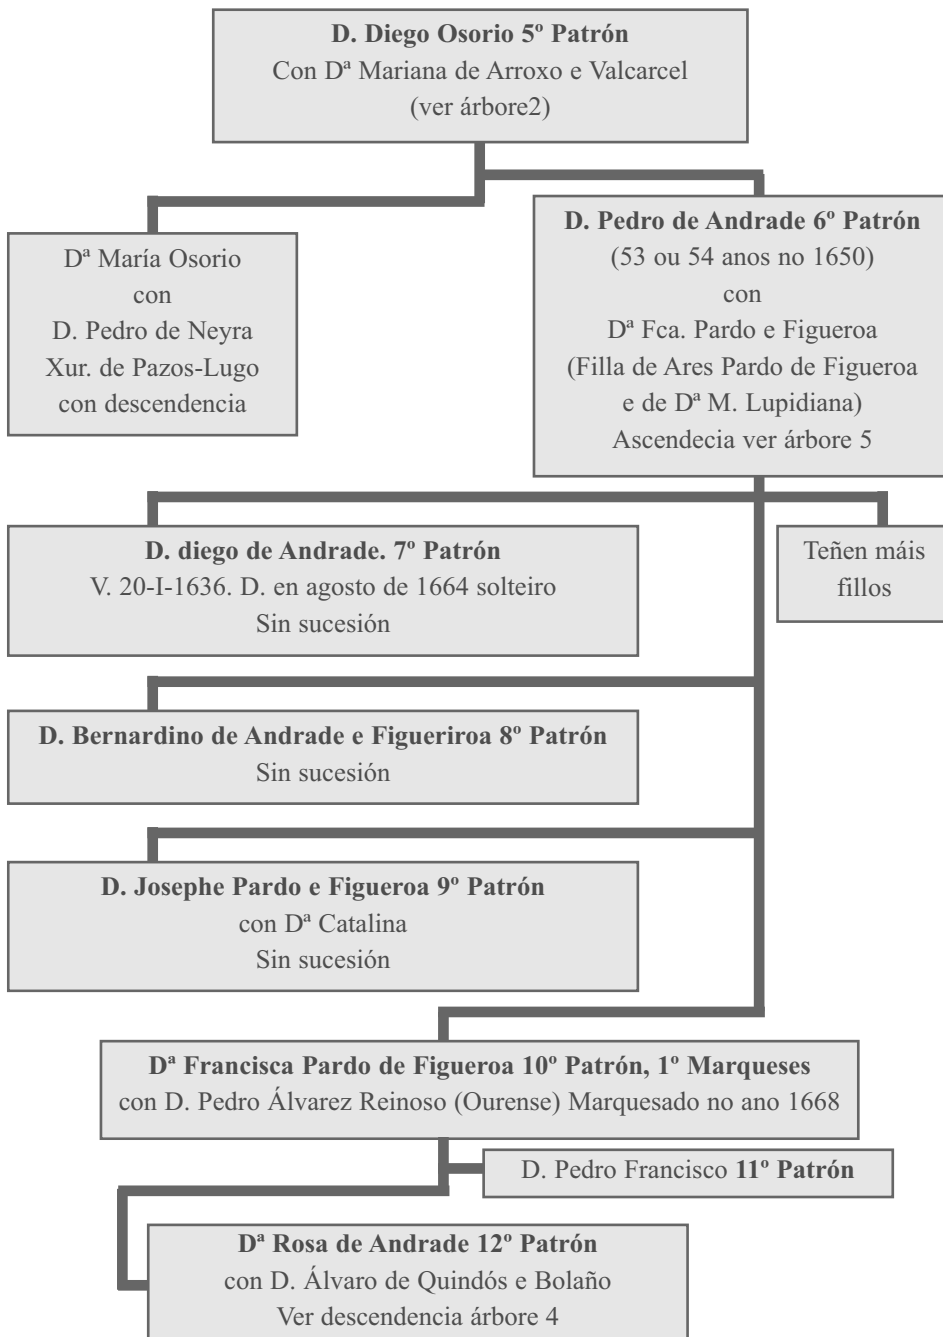 D. Diego Osorio 5º Patrón
Con Dª Mariana de Arroxo e Valcarcel
(ver árbore2)
Dª María Osorio
con
D. Pedro de Neyra
Xur. de Pazos-Lugo
con descendencia
D. Pedro de Andrade 6º Patrón
(53 ou 54 anos no 1650)
con
Dª Fca. Pardo e Figueroa
(Filla de Ares Pardo de Figueroa
e de Dª M. Lupidiana)
Ascendecia ver árbore 5
D. diego de Andrade. 7º Patrón
V. 20-I-1636. D. en agosto de 1664 solteiro
Sin sucesión
Teñen máis
fillos
D. Bernardino de Andrade e Figueriroa 8º Patrón
Sin sucesión
D. Josephe Pardo e Figueroa 9º Patrón
con Dª Catalina
Sin sucesión
Dª Francisca Pardo de Figueroa 10º Patrón, 1º Marqueses
con D. Pedro Álvarez Reinoso (Ourense) Marquesado no ano 1668
D. Pedro Francisco 11º Patrón
Dª Rosa de Andrade 12º Patrón
con D. Álvaro de Quindós e Bolaño
Ver descendencia árbore 4